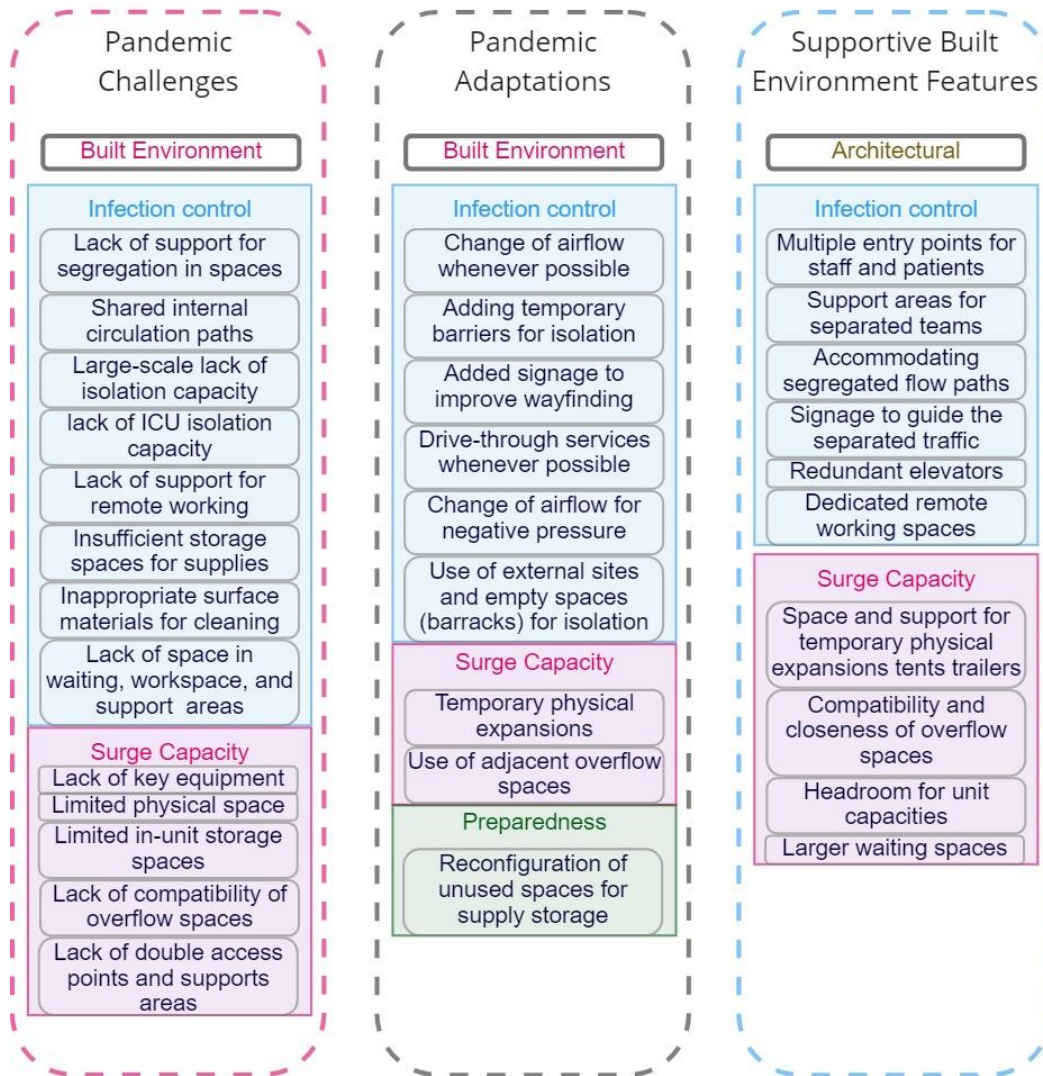 Pandemic
Challenges
Built Environment
Infection control
Lack of support for
segregation in spaces
Shared internal
circulation paths
Large-scale lack of
isolation capacity
lack of ICU isolation
capacity
Lack of support for
remote working
Insufficient storage
spaces for supplies
Inappropriate surface
materials for cleaning
Lack of space in
waiting, workspace, and
support areas
Surge Capacity
Lack of key equipment
Limited physical space
Limited in-unit storage
spaces
Lack of compatibility of
overflow spaces
Lack of double access
points and supports
areas
Pandemic
Adaptations
Built Environment
Infection control
Change of airflow
whenever possible
Adding temporary
barriers for isolation
Added signage to
improve wayfinding
Drive-through services
whenever possible
Change of airflow for
negative pressure
Use of external sites
and empty spaces
(barracks) for isolation
Surge Capacity
Temporary physical
expansions
Use of adjacent overflow
spaces
Preparedness
Reconfiguration of
unused spaces for
supply storage
Supportive Built
Environment Features
Architectural
Infection control
Multiple entry points for
staff and patients
Support areas for
separated teams
Accommodating
segregated flow paths
Signage to guide the
separated traffic
Redundant elevators
Dedicated remote
working spaces
Surge Capacity
Space and support for
temporary physical
expansions tents trailers
Compatibility and
closeness of overflow
spaces
Headroom for unit
capacities
Larger waiting spaces